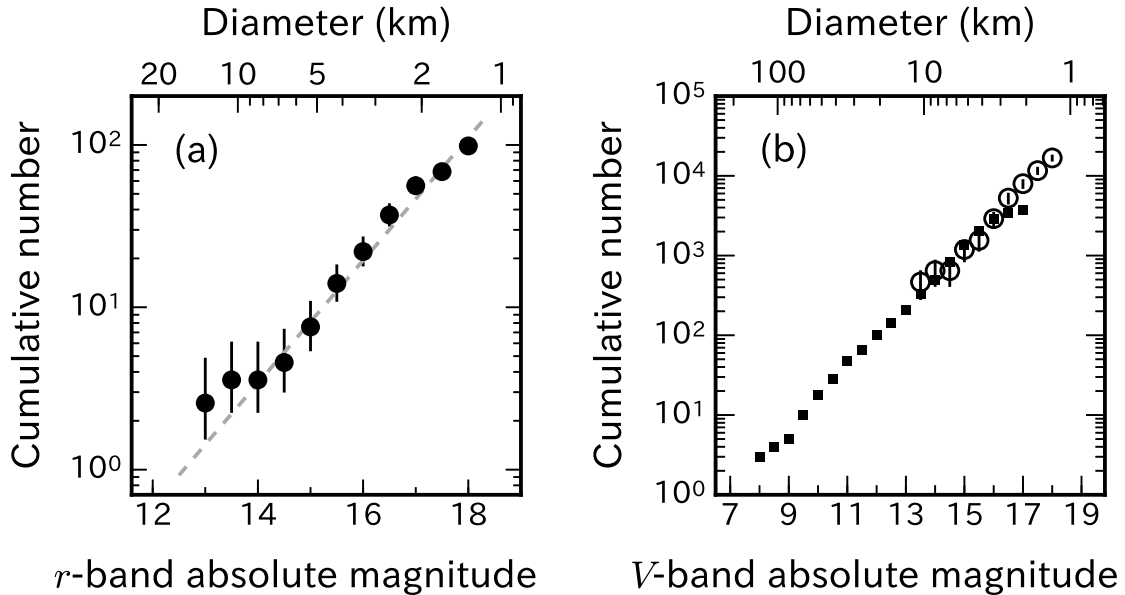 Diameter (km)
20 10 5 2 1
(a)
10² 10¹ 10⁰
Cumulative number
12 14 16 18
r-band absolute magnitude
Diameter (km)
100 10 1
(b)
10⁵ 10⁴ 10³ 10² 10¹ 10⁰
Cumulative number
7 9 11 13 15 17 19
V-band absolute magnitude